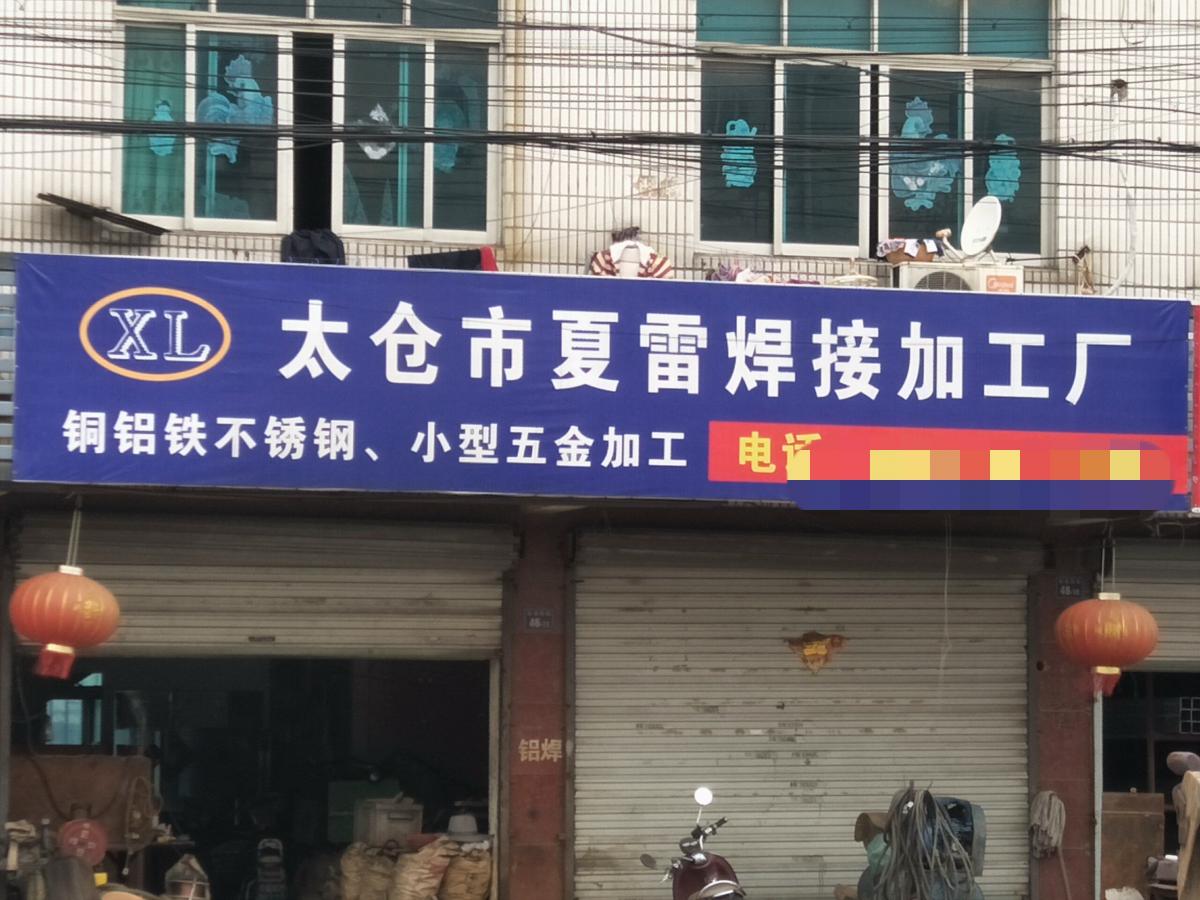 XL
太仓市夏雷焊接加工厂
铜铝铁不锈钢、小型五金加工
电话
铝焊